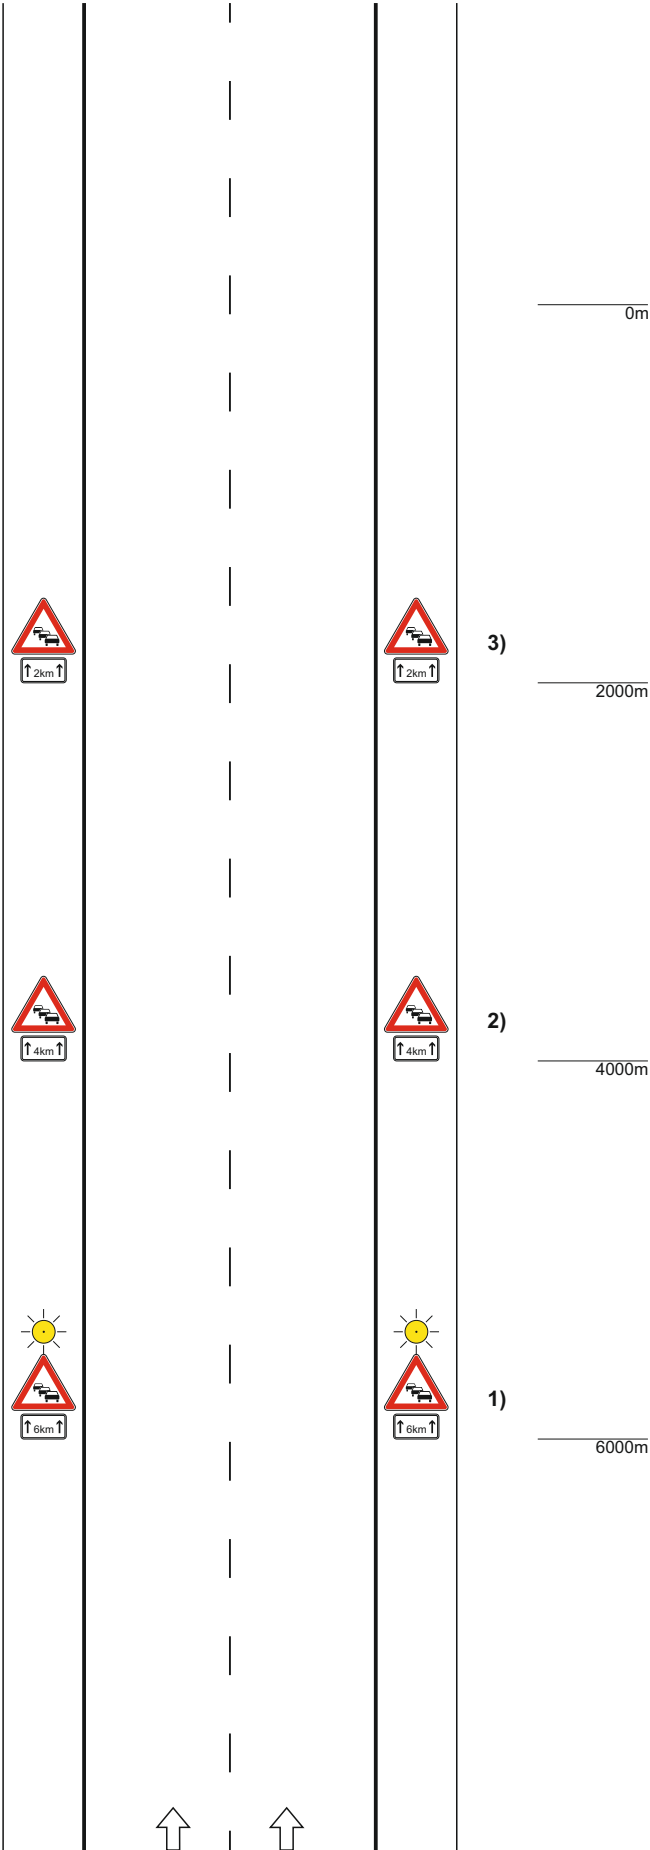 0m
3)
↑ 2km ↑ ↑ 2km ↑
2000m
2)
↑ 4km ↑ ↑ 4km ↑
4000m
1)
↑ 6km ↑ ↑ 6km ↑
6000m